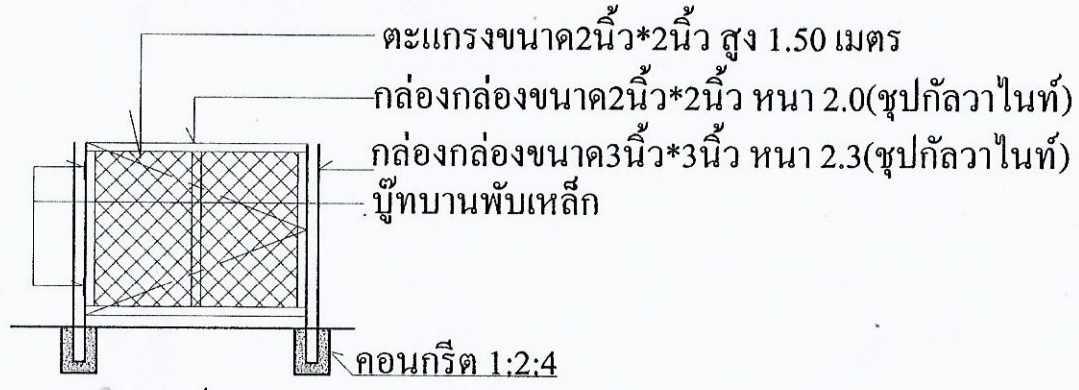 ตะแกรงขนาด2นิ้ว*2นิ้ว สูง 1.50 เมตร
กล่องกล่องขนาด2นิ้ว*2นิ้ว หนา 2.0(ชุปกัลวาไนท์)
กล่องกล่องขนาด3นิ้ว*3นิ้ว หนา 2.3(ชุปกัลวาไนท์)
บู๊ทบานพับเหล็ก
คอนกรีต 1:2:4